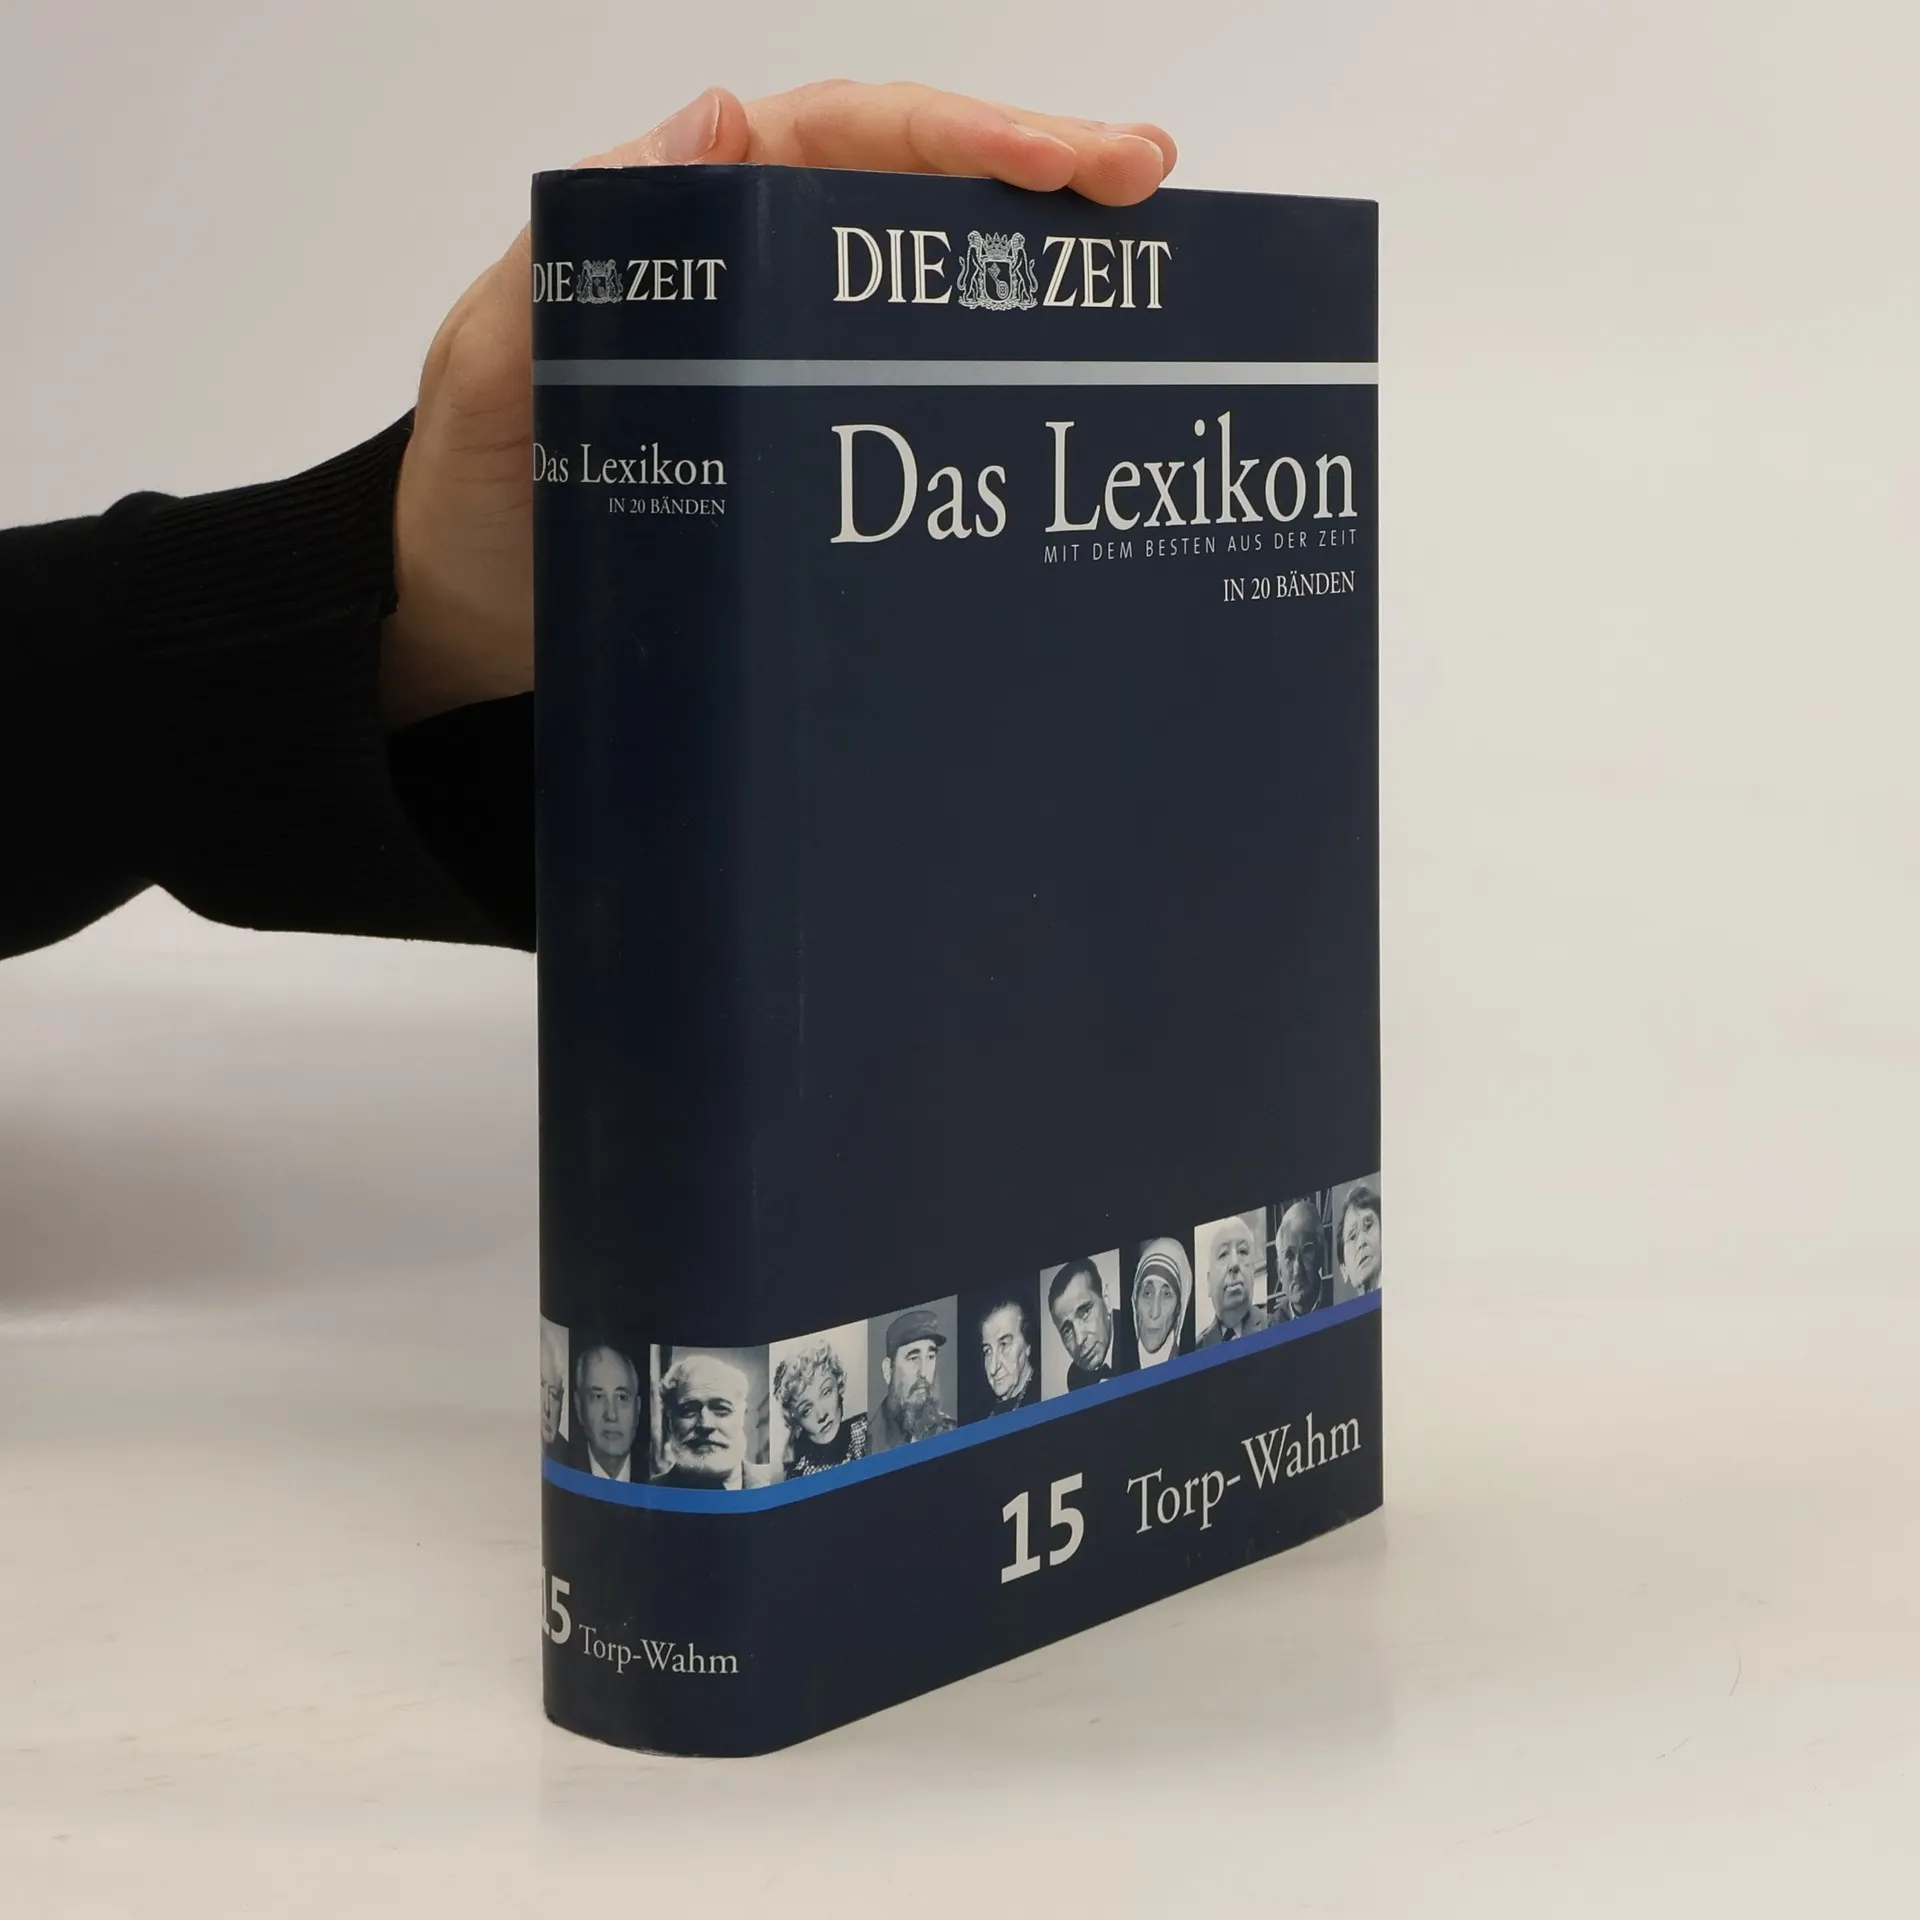 DIE ZEIT
Das Lexikon
IN 20 BÄNDEN
15 Torp-Wahm
DIE ZEIT
Das Lexikon
MIT DEM BESTEN AUS DER ZEIT
IN 20 BÄNDEN
15 Torp-Wahm